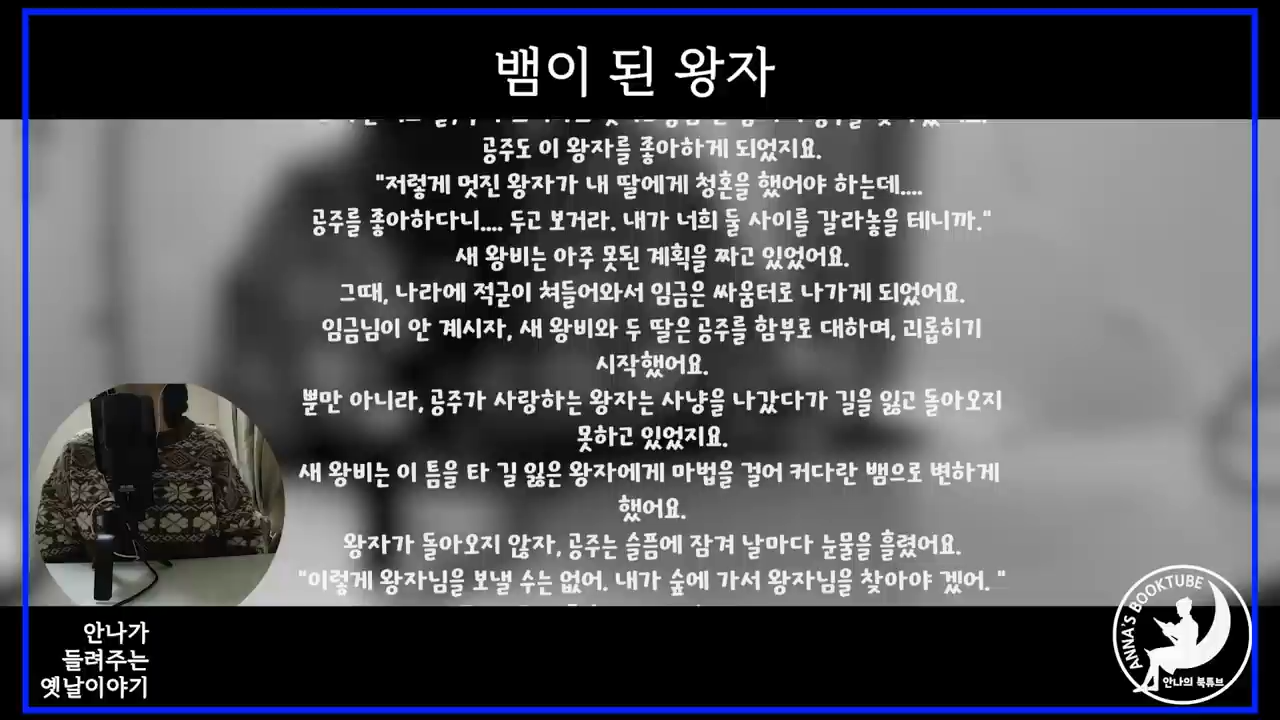 뱀이 된 왕자
공주도 이 왕자를 좋아하게 되었지요.
"저렇게 멋진 왕자가 내 딸에게 청혼을 했어야 하는데....
공주를 좋아하다니.... 두고 보거라. 내가 너희 둘 사이를 갈라놓을 테니까."
새 왕비는 아주 못된 계획을 짜고 있었어요.
그때, 나라에 적군이 쳐들어와서 임금은 싸움터로 나가게 되었어요.
임금님이 안 계시자, 새 왕비와 두 딸은 공주를 함부로 대하며, 괴롭히기
시작했어요.
뿐만 아니라, 공주가 사랑하는 왕자는 사냥을 나갔다가 길을 잃고 돌아오지
못하고 있었지요.
새 왕비는 이 틈을 타 길 잃은 왕자에게 마법을 걸어 커다란 뱀으로 변하게
했어요.
왕자가 돌아오지 않자, 공주는 슬픔에 잠겨 날마다 눈물을 흘렸어요.
"이렇게 왕자님을 보낼 수는 없어. 내가 숲에 가서 왕자님을 찾아야 겠어. "
안나가
들려주는
옛날이야기
ANNA'S BOOKTUBE
안나의 북튜브